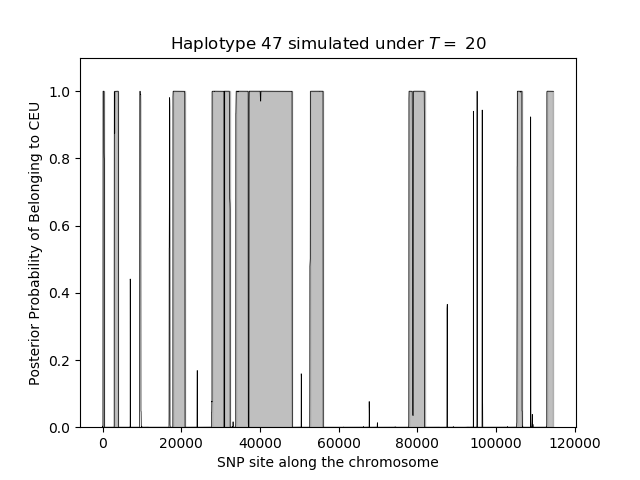 Haplotype 47 simulated under T = 20
Posterior Probability of Belonging to CEU
1.0
0.8
0.6
0.4
0.2
0.0
0 20000 40000 60000 80000 100000 120000
SNP site along the chromosome